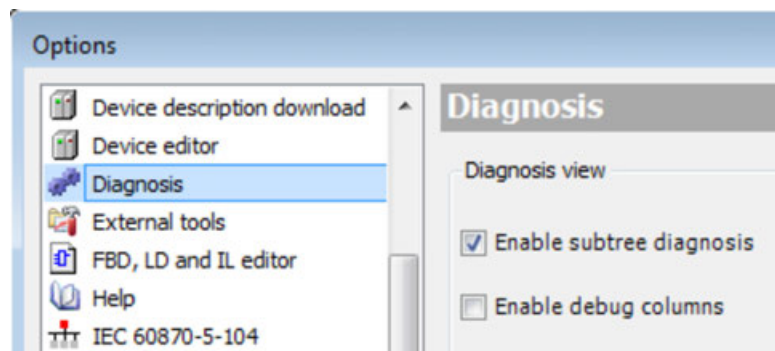 Options
Device description download
Device editor
Diagnosis
External tools
FBD, LD and IL editor
Help
IEC 60870-5-104
Diagnosis
Diagnosis view
Enable subtree diagnosis
Enable debug columns